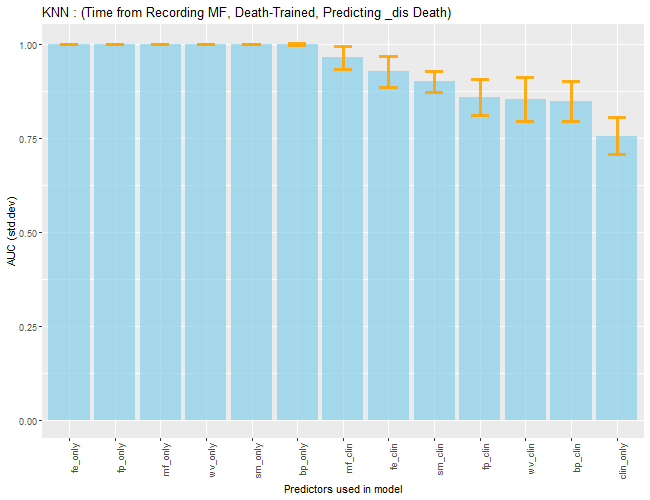 KNN : (Time from Recording MF, Death-Trained, Predicting _dis Death)
AUC (std.dev)
1.00
0.75
0.50
0.25
0.00
fe_only
fp_only
mf_only
wv_only
sm_only
bp_only
mf_clin
fe_clin
sm_clin
fp_clin
wv_clin
bp_clin
clin_only
Predictors used in model